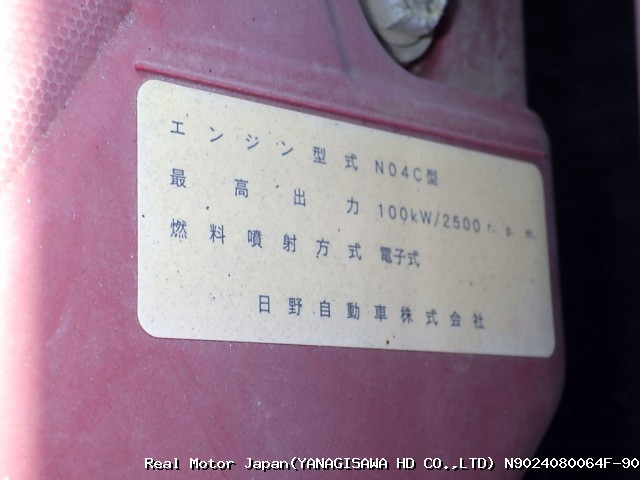 エンジン型式 N04C型
最高出力 100kW/2500 r.p.m.
燃料噴射方式 電子式
日野自動車株式会社
Real Motor Japan(YANAGISAWA HD CO.,LTD) N9024080064F-90